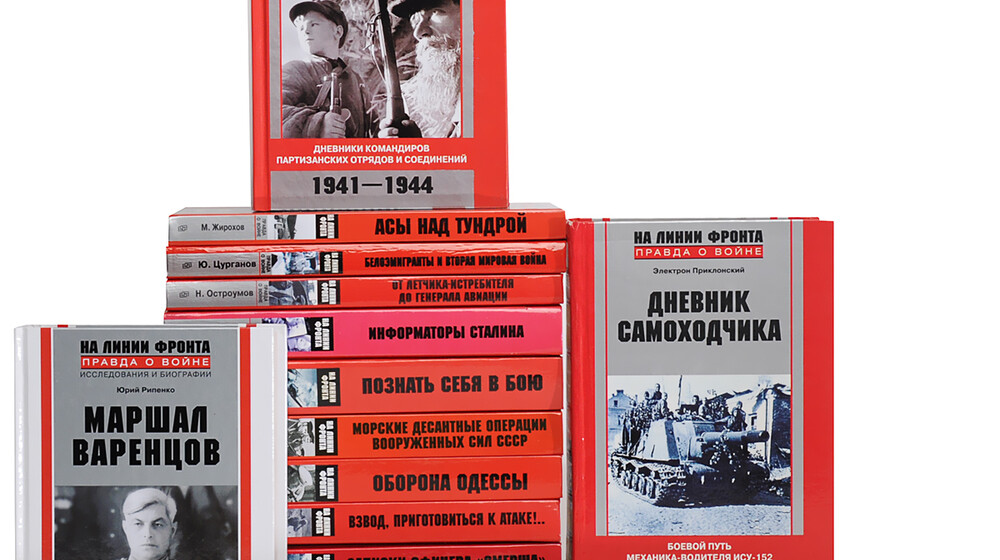 ДНЕВНИКИ КОМАНДИРОВ
ПАРТИЗАНСКИХ ОТРЯДОВ И СОЕДИНЕНИЙ
1941—1944
М. Жирохов
АСЫ НАД ТУНДРОЙ
Ю. Цурганов
БЕЛОЭМИГРАНТЫ И ВТОРАЯ МИРОВАЯ ВОЙНА
Н. Остроумов
ОТ ЛЕТЧИКА-ИСТРЕБИТЕЛЯ
ДО ГЕНЕРАЛА АВИАЦИИ
ИНФОРМАТОРЫ СТАЛИНА
ПОЗНАТЬ СЕБЯ В БОЮ
МОРСКИЕ ДЕСАНТНЫЕ ОПЕРАЦИИ
ВООРУЖЕННЫХ СИЛ СССР
ОБОРОНА ОДЕССЫ
ВЗВОД, ПРИГОТОВИТЬСЯ К АТАКЕ!..
ЗАПИСКИ ОФИЦЕРА «СМЕРША»
НА ЛИНИИ ФРОНТА
ПРАВДА О ВОЙНЕ
ИССЛЕДОВАНИЯ И БИОГРАФИИ
Юрий Рипенко
МАРШАЛ
ВАРЕНЦОВ
НА ЛИНИИ ФРОНТА
ПРАВДА О ВОЙНЕ
Электрон Приклонский
ДНЕВНИК
САМОХОДЧИКА
БОЕВОЙ ПУТЬ
МЕХАНИКА-ВОДИТЕЛЯ ИСУ-152